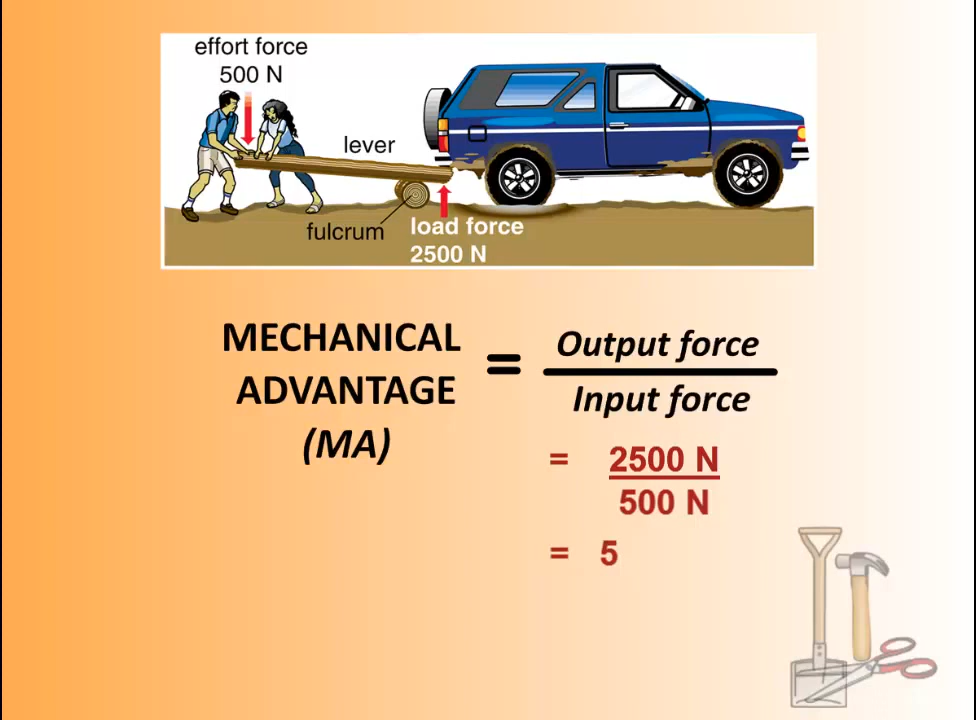 effort force
500 N
lever
fulcrum
load force
2500 N
MECHANICAL
ADVANTAGE
(MA)
=
Output force
Input force
= 2500 N
500 N
= 5